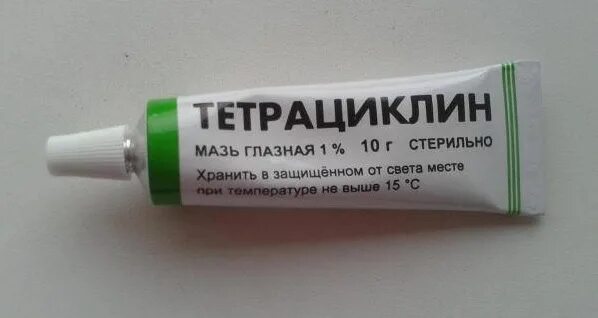 ТЕТРАЦИКЛИН
МАЗЬ ГЛАЗНАЯ 1% 10 г СТЕРИЛЬНО
Хранить в защищённом от света месте
при температуре не выше 15 °C